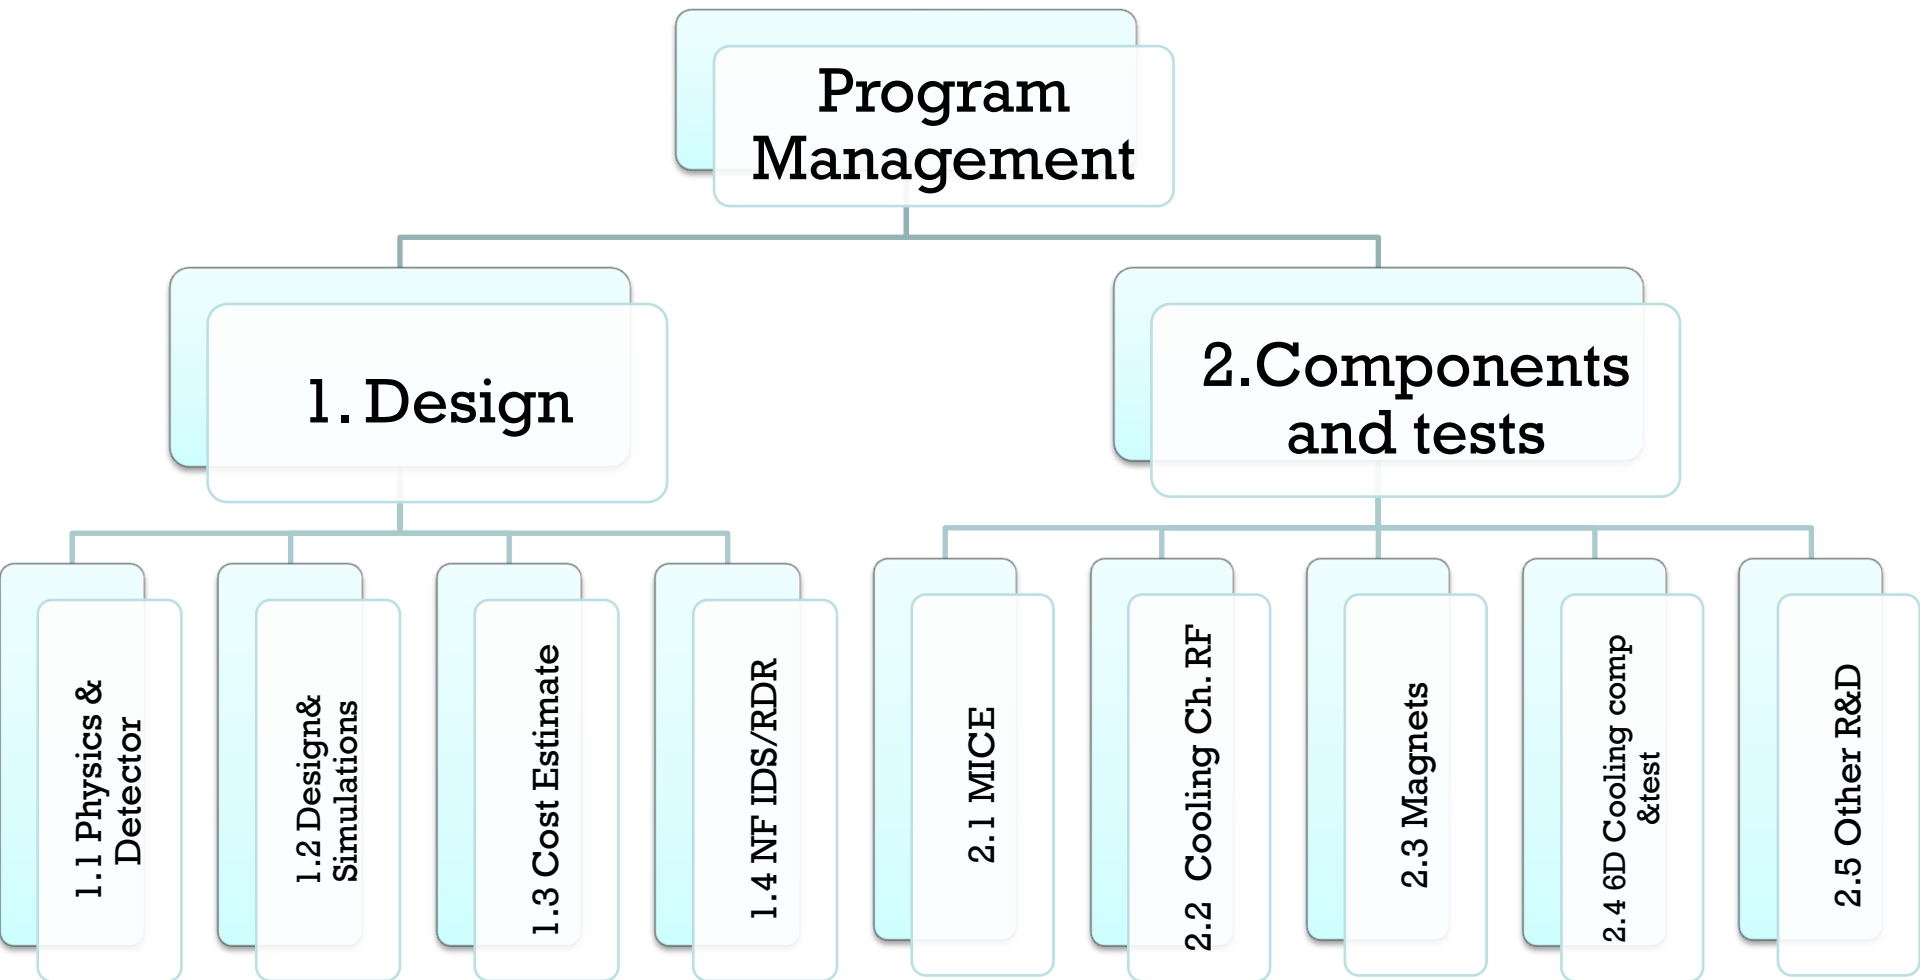 Program
Management
1. Design
2.Components
and tests
1.1 Physics &
Detector
1.2 Design&
Simulations
1.3 Cost Estimate
1.4 NF IDS/RDR
2.1 MICE
2.2 Cooling Ch. RF
2.3 Magnets
2.4 6D Cooling comp
&test
2.5 Other R&D